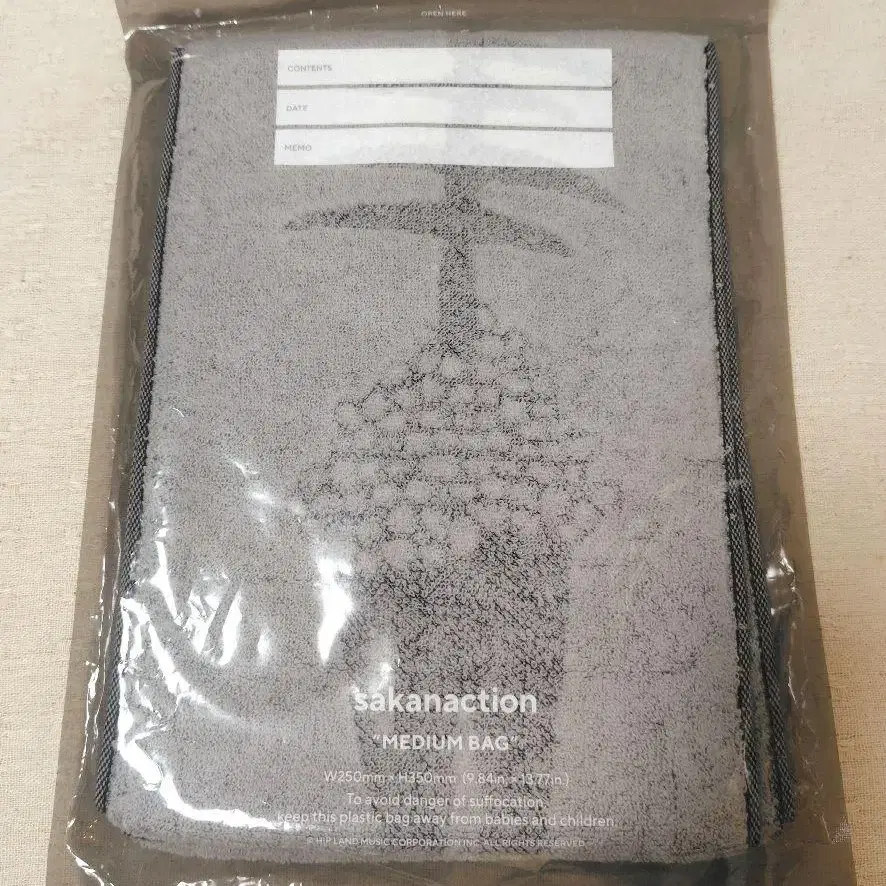 OPEN HERE
CONTENTS
DATE
MEMO
sakanaction
"MEDIUM BAG"
W250mm × H350mm (9.84in. × 13.77in.)
To avoid danger of suffocation
keep this plastic bag away from babies and children.
© HIP LAND MUSIC CORPORATION INC. ALL RIGHTS RESERVED